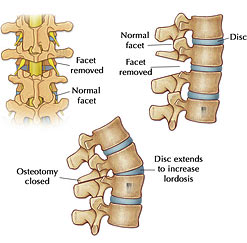 Facet
removed
Normal
facet
Normal
facet
Disc
Facet
removed
Osteotomy
closed
Disc extends
to increase
lordosis